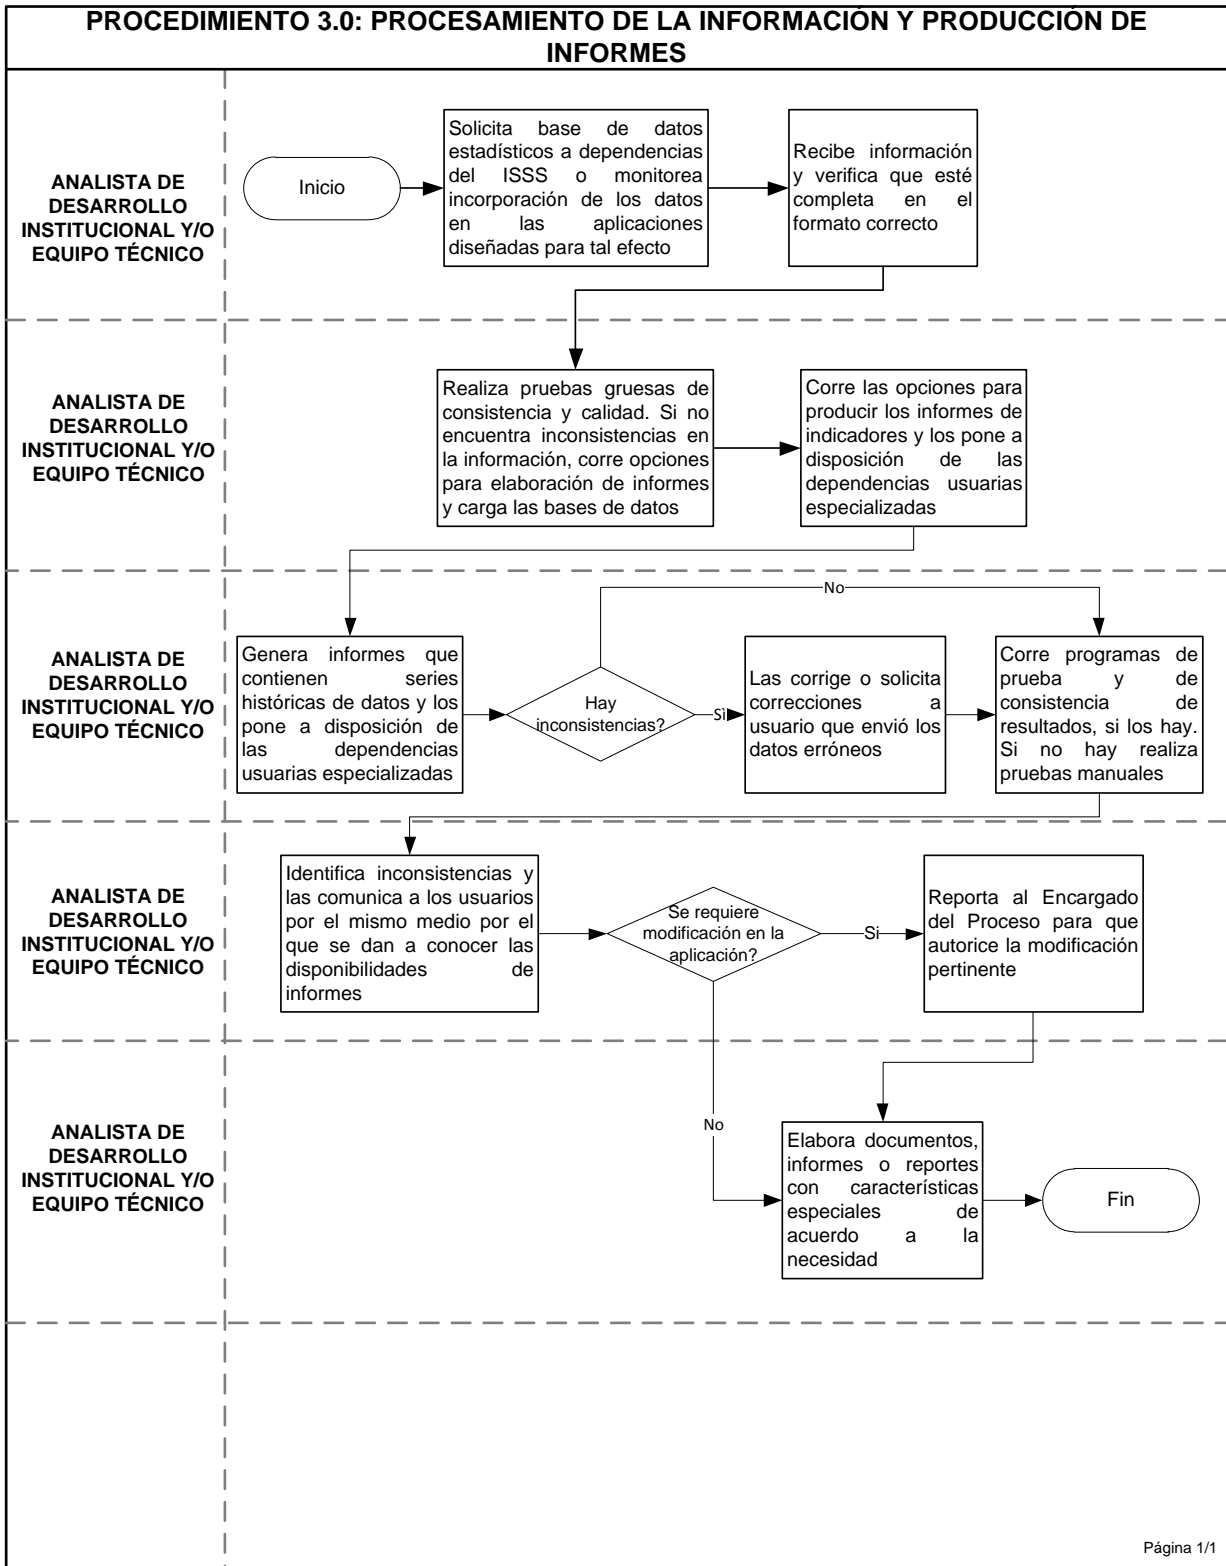 PROCEDIMIENTO 3.0: PROCESAMIENTO DE LA INFORMACIÓN Y PRODUCCIÓN DE
INFORMES
ANALISTA DE
DESARROLLO
INSTITUCIONAL Y/O
EQUIPO TÉCNICO
Inicio
Solicita base de datos
estadísticos a dependencias
del ISSS o monitorea
incorporación de los datos
en las aplicaciones
diseñadas para tal efecto
Recibe información
y verifica que esté
completa en el
formato correcto
ANALISTA DE
DESARROLLO
INSTITUCIONAL Y/O
EQUIPO TÉCNICO
Realiza pruebas gruesas de
consistencia y calidad. Si no
encuentra inconsistencias en
la información, corre opciones
para elaboración de informes
y carga las bases de datos
Corre las opciones para
producir los informes de
indicadores y los pone a
disposición de las
dependencias usuarias
especializadas
ANALISTA DE
DESARROLLO
INSTITUCIONAL Y/O
EQUIPO TÉCNICO
Genera informes que
contienen series
históricas de datos y los
pone a disposición de
las dependencias
usuarias especializadas
Hay
inconsistencias?
No
Sì
Las corrige o solicita
correcciones a
usuario que envió los
datos erróneos
Corre programas de
prueba y de
consistencia de
resultados, si los hay.
Si no hay realiza
pruebas manuales
ANALISTA DE
DESARROLLO
INSTITUCIONAL Y/O
EQUIPO TÉCNICO
Identifica inconsistencias y
las comunica a los usuarios
por el mismo medio por el
que se dan a conocer las
disponibilidades de
informes
Se requiere
modificación en la
aplicación?
Si
Reporta al Encargado
del Proceso para que
autorice la modificación
pertinente
ANALISTA DE
DESARROLLO
INSTITUCIONAL Y/O
EQUIPO TÉCNICO
No
Elabora documentos,
informes o reportes
con características
especiales de
acuerdo a la
necesidad
Fin
Página 1/1